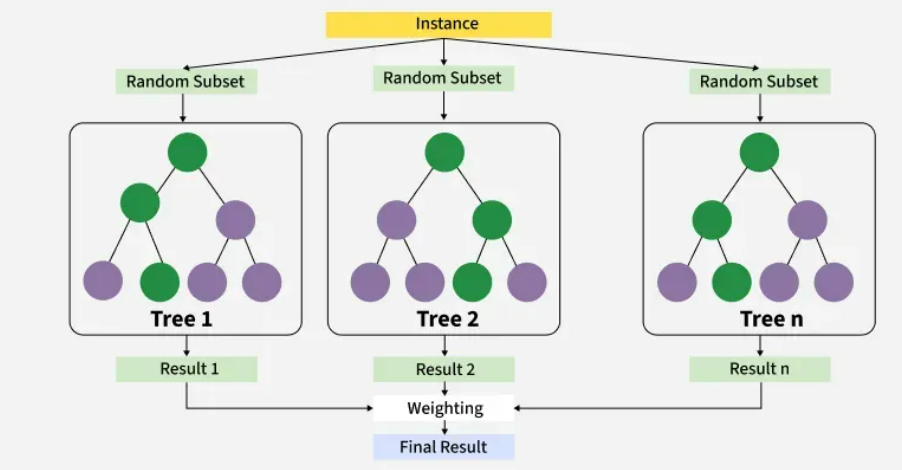 Instance
Random Subset
Random Subset
Random Subset
Tree 1
Tree 2
Tree n
Result 1
Result 2
Result n
Weighting
Final Result